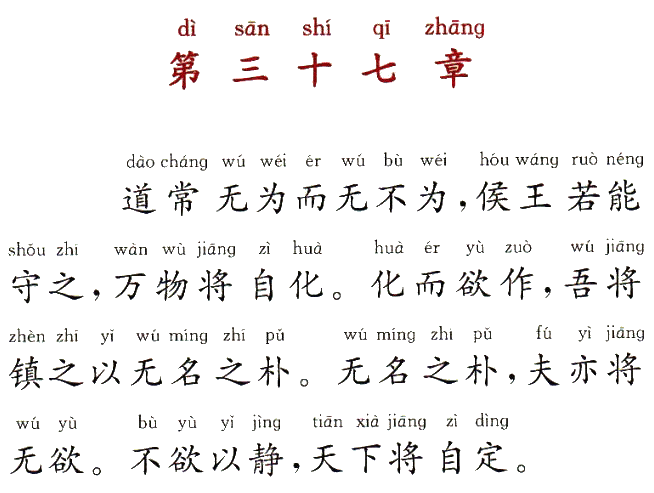 dì sān shí qī zhāng
第三十七章
dào cháng wú wéi ér wú bù wéi hóu wáng ruò néng
道常无为而无不为，侯王若能
shǒu zhī wàn wù jiāng zì huà huà ér yù zuò wú jiāng
守之，万物将自化。化而欲作，吾将
zhèn zhī yǐ wú míng zhī pǔ wú míng zhī pǔ fú yì jiāng
镇之以无名之朴。无名之朴，夫亦将
wú yù bù yù yǐ jìng tiān xià jiāng zì dìng
无欲。不欲以静，天下将自定。